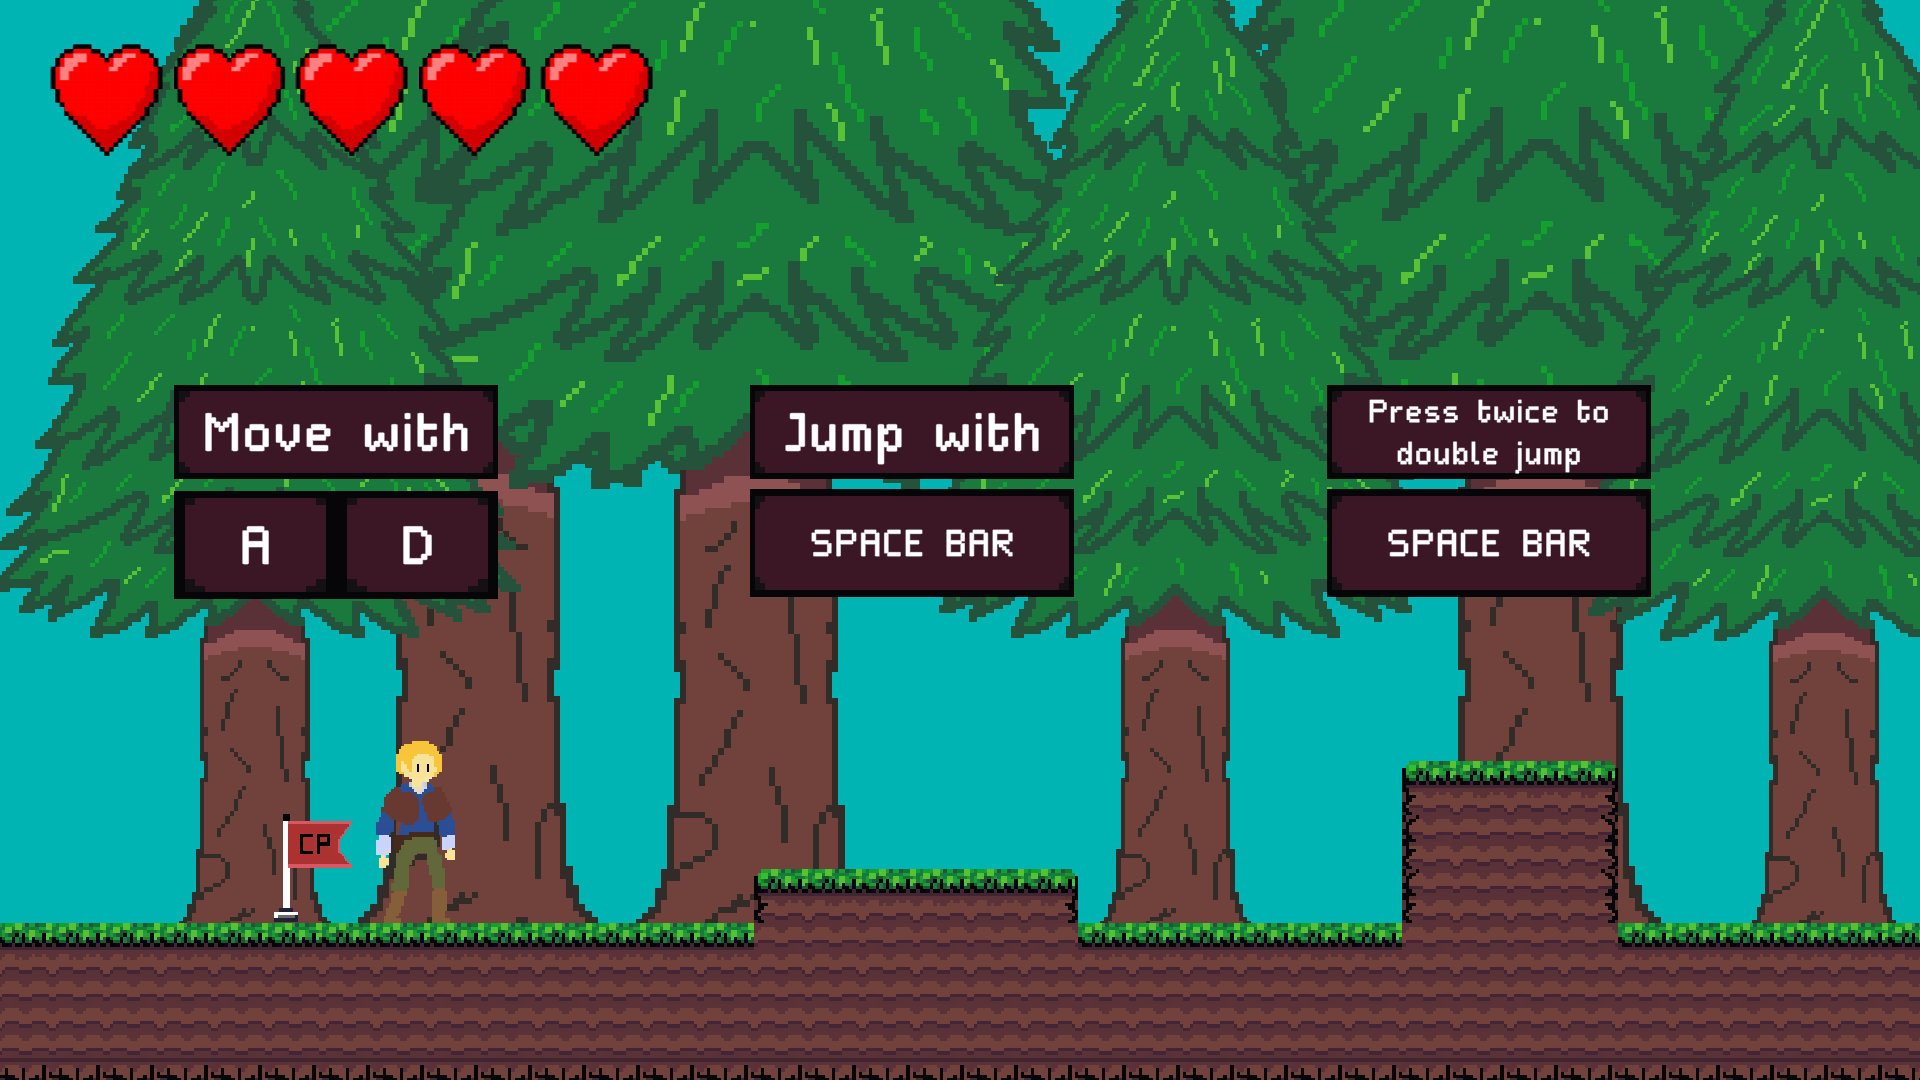 Move with
A D
Jump with
SPACE BAR
Press twice to
double jump
SPACE BAR
CP